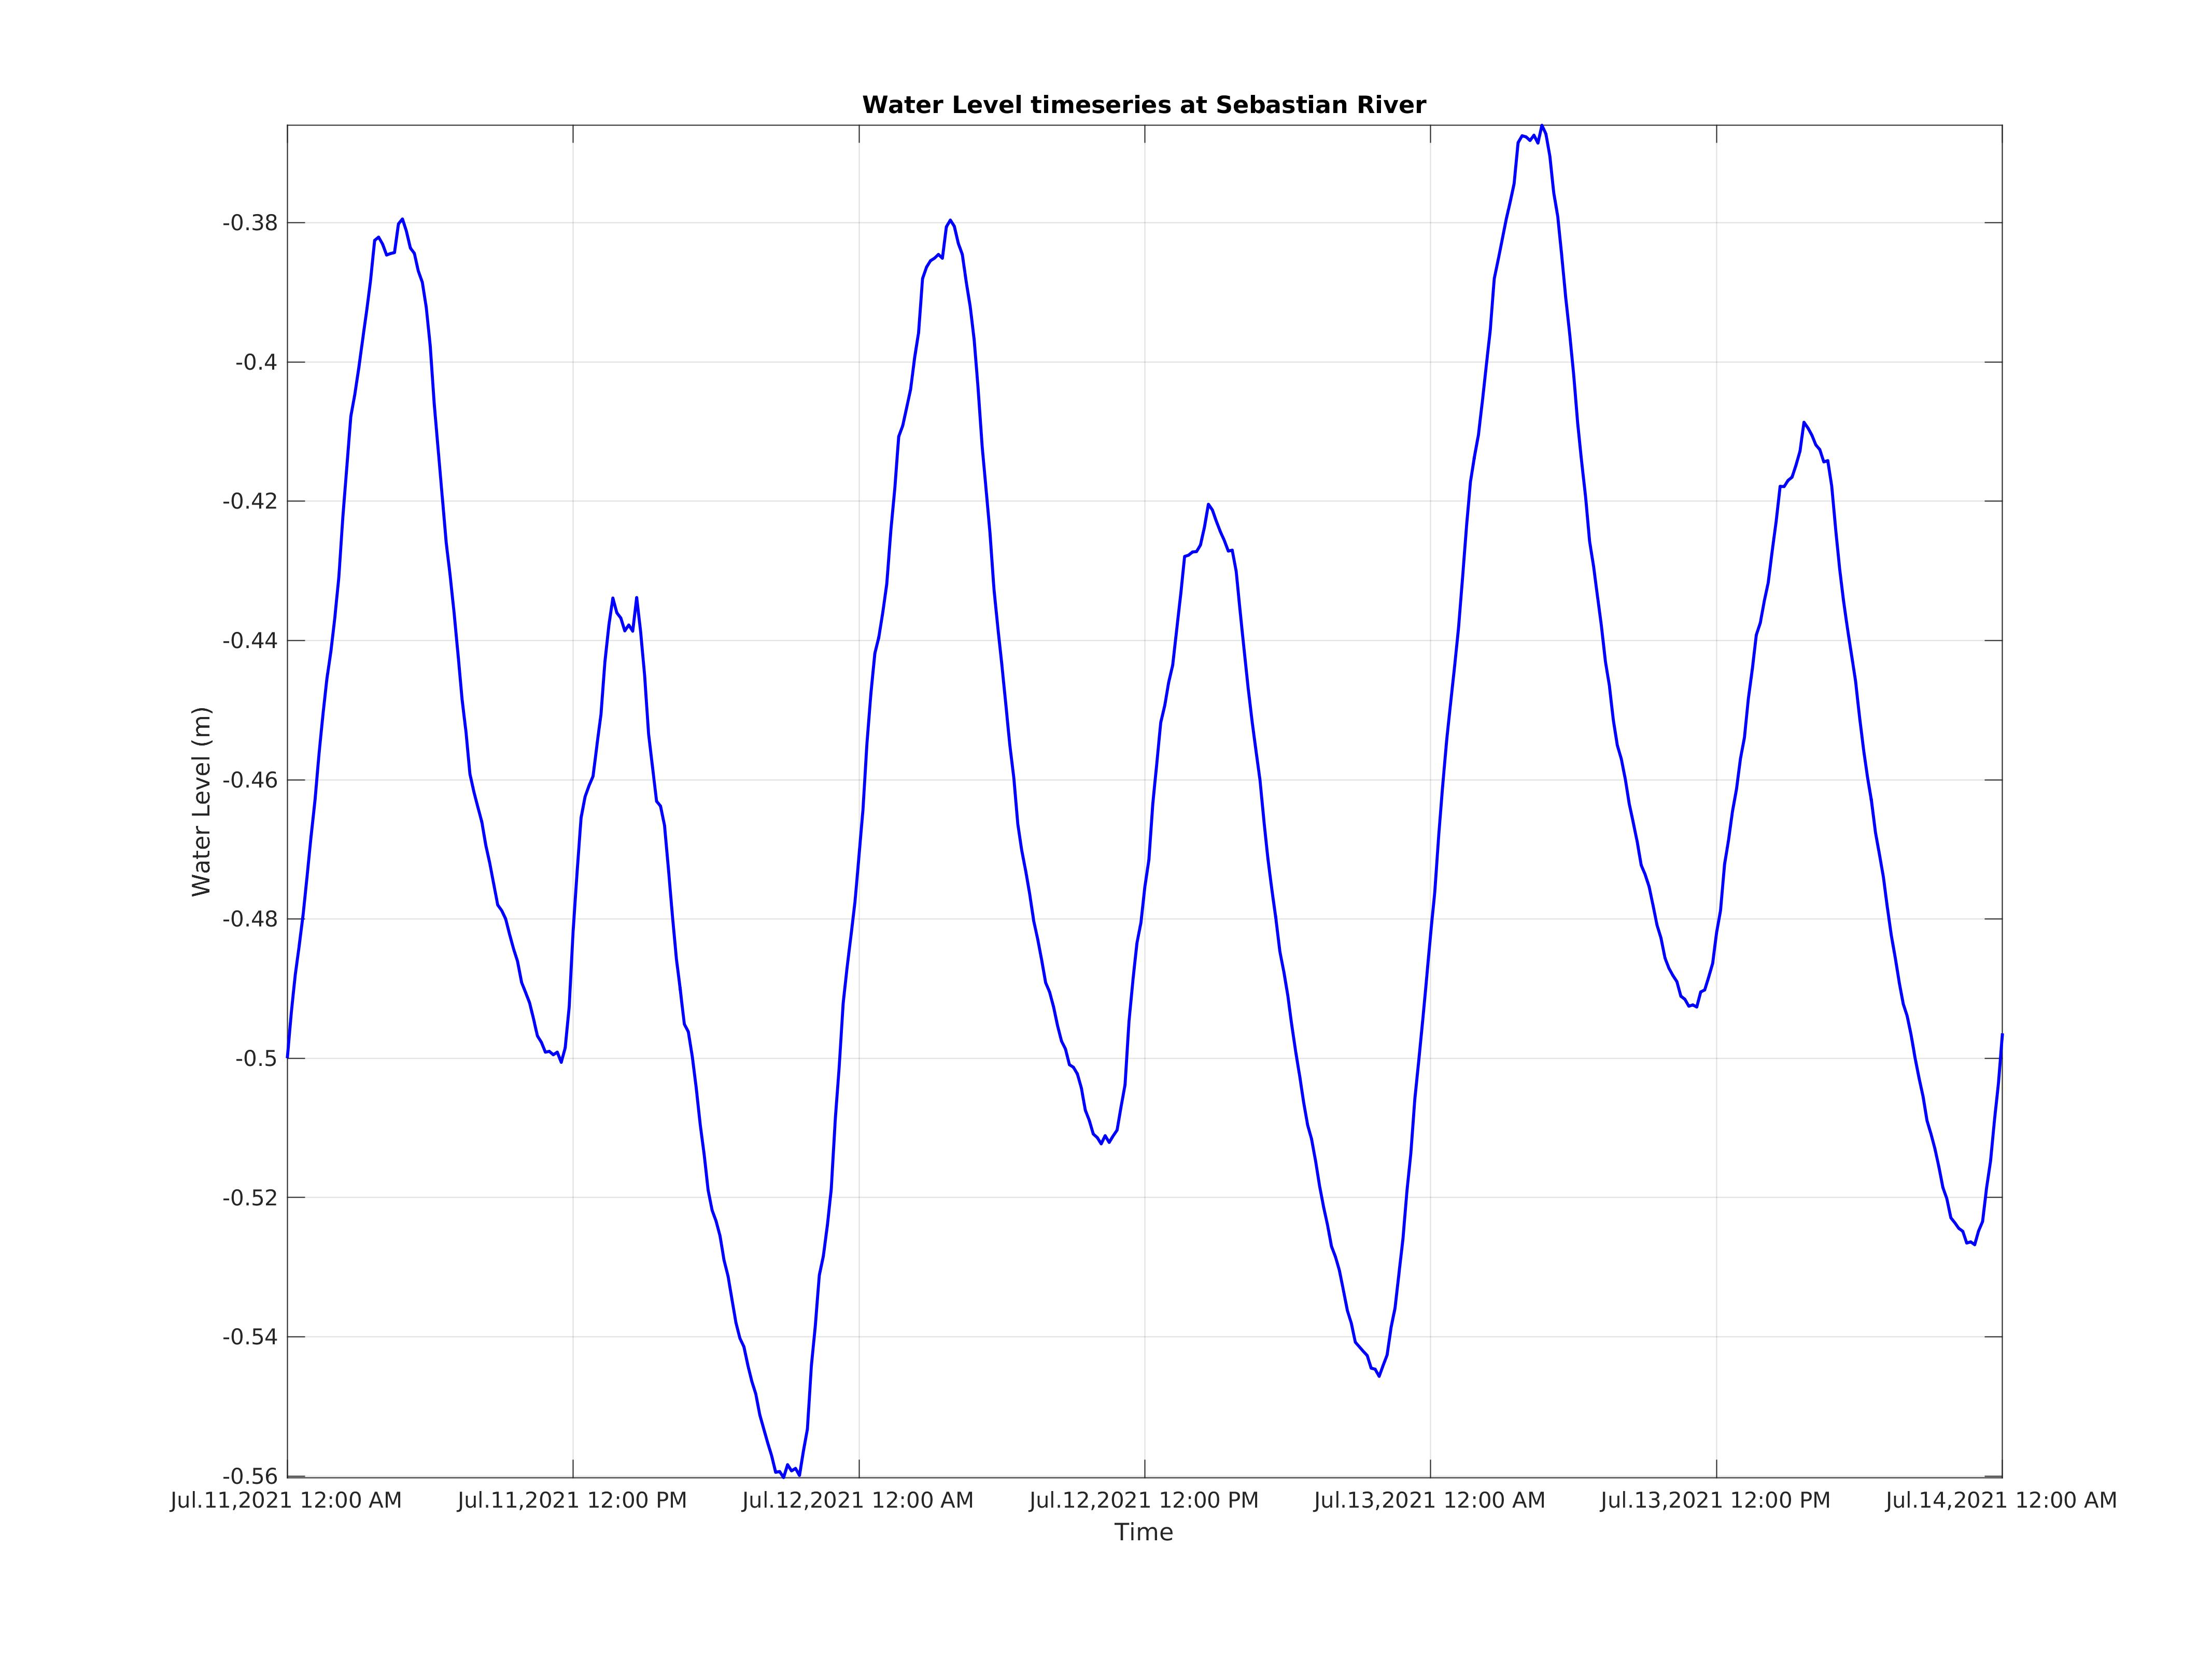 Water Level timeseries at Sebastian River
-0.38
-0.4
-0.42
-0.44
-0.46
-0.48
-0.5
-0.52
-0.54
-0.56
Water Level (m)
Jul.11,2021 12:00 AM
Jul.11,2021 12:00 PM
Jul.12,2021 12:00 AM
Jul.12,2021 12:00 PM
Jul.13,2021 12:00 AM
Jul.13,2021 12:00 PM
Jul.14,2021 12:00 AM
Time